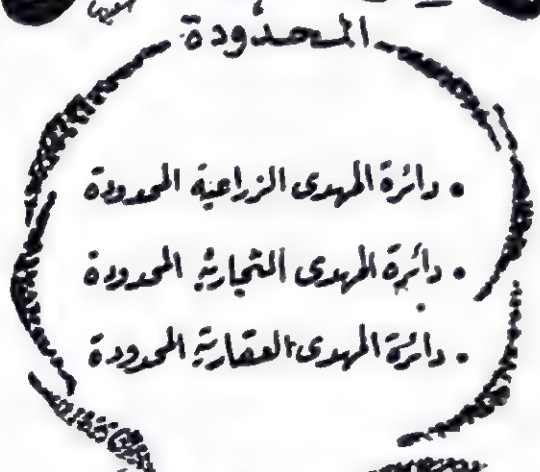 المحدودة
• دائرة المهدى الزراعية المحدودة
• دائرة المهدى التجارية المحدودة
• دائرة المهدى العقارية المحدودة